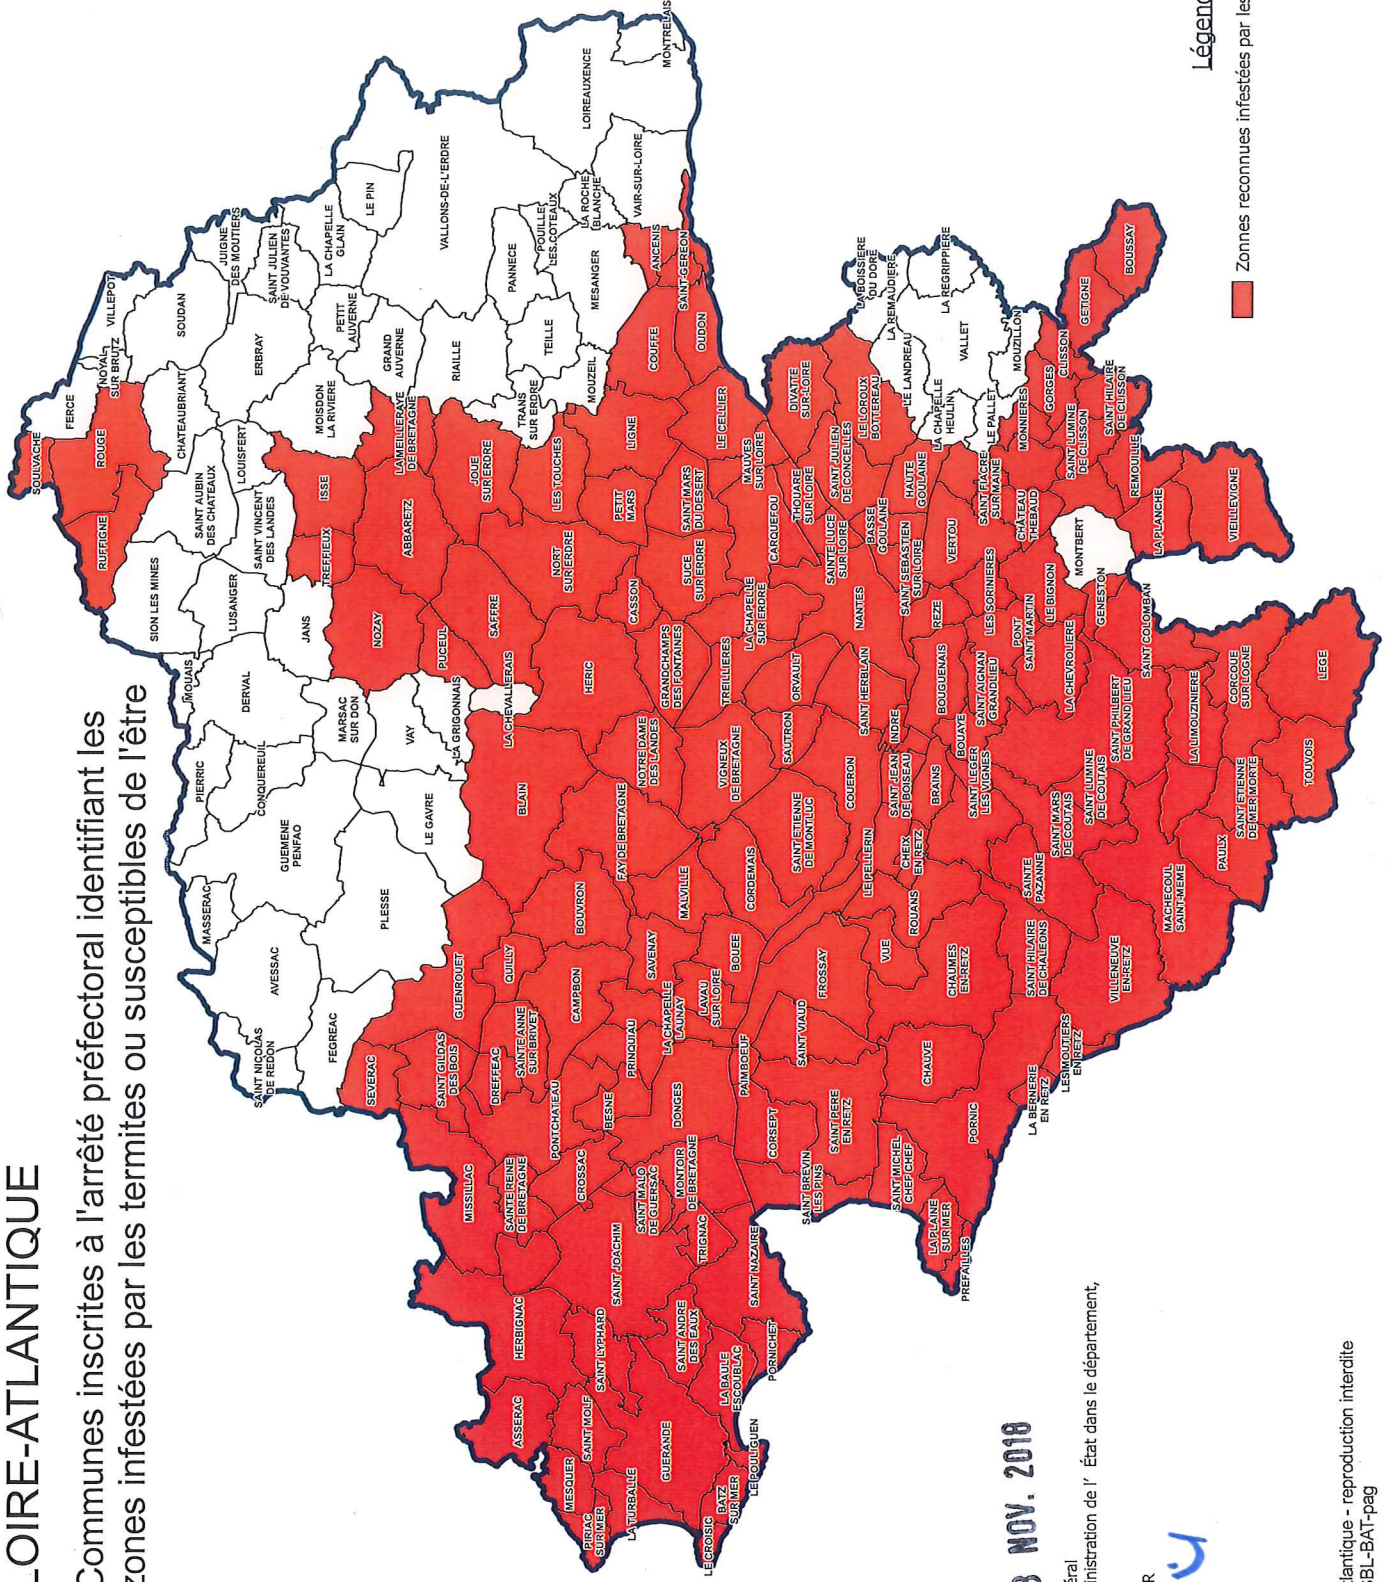 LOIRE-ATLANTIQUE
Communes inscrites à l'arrêté préfectoral identifiant les
zones infestées par les termites ou susceptibles de l'être
SOULVACHE
FERCE
ROUGE
RUFFIGNE
NOYAL
SUR BRUTZ
VILLEPOT
SOUDAN
CHATEAUBRIANT
SAINT AUBIN
DES CHATEAUX
SION LES MINES
LOUISFERT
ERBRAY
JUIGNE
DES MOUTIERS
SAINT JULIEN
DE VOUVANTES
LA CHAPELLE
GLAIN
LE PIN
PETIT
AUVERNE
GRAND
AUVERNE
MOISDON
LA RIVIERE
SAINT VINCENT
DES LANDES
LUSANGER
MOUAIS
DERVAL
JANS
TREFFIEUX
ISSE
LA MEILLERAYE
DE BRETAGNE
ABBARETZ
NOZAY
MARSAC
SUR DON
PIERRIC
CONQUEREUIL
GUEMENE
PENFAO
MASSERAC
AVESSAC
SAINT NICOLAS
DE REDON
FEGREAC
PLESSE
LE GAVRE
VAY
LA GRIGONNAIS
PUCEUL
SAFFRE
LA CHEVALLERAIS
JOUE
SUR ERDRE
RIAILLE
VALLONS-DE-L'ERDRE
LOIREAUXENCE
MONTRELAIS
VAIR-SUR-LOIRE
LA ROCHE
BLANCHE
POUILLE
LES COTEAUX
PANNECE
TEILLE
MESANGER
TRANS
SUR ERDRE
MOUZEIL
LES TOUCHES
NORT
SUR ERDRE
HERIC
BLAIN
BOUVRON
GUENROUET
QUILLY
SEVERAC
SAINT GILDAS
DES BOIS
DREFFEAC
SAINTE ANNE
SUR BRIVET
CAMPBON
PONTCHATEAU
MISSILLAC
SAINTE REINE
DE BRETAGNE
CROSSAC
BESNE
PRINQUIAU
SAVENAY
LA CHAPELLE
LAUNAY
LAVAU
SUR LOIRE
BOUEE
MALVILLE
CORDEMAIS
FAY DE BRETAGNE
NOTRE DAME
DES LANDES
VIGNEUX
DE BRETAGNE
GRANDCHAMPS
DES FONTAINES
TREILLIERES
CASSON
SUCE
SUR ERDRE
LA CHAPELLE
SUR ERDRE
PETIT
MARS
SAINT MARS
DU DESERT
LIGNE
COUFFE
ANCENIS
SAINT-GEREON
OUDON
LE CELLIER
MAUVES
SUR LOIRE
CARQUEFOU
THOUARE
SUR LOIRE
SAINTE LUCE
SUR LOIRE
DIVATTE
SUR-LOIRE
SAINT JULIEN
DE CONCELLES
LE LOROUX
BOTTEREAU
LA BOISSIERE
DU DORE
LA REMAUDIERE
LE LANDREAU
LA REGRIPPIERE
VALLET
LA CHAPELLE
HEULIN
LE PALLET
MOUZILLON
BASSE
GOULAINE
HAUTE
GOULAINE
SAINT SEBASTIEN
SUR LOIRE
NANTES
ORVAULT
SAUTRON
SAINT HERBLAIN
COUERON
SAINT ETIENNE
DE MONTLUC
INDRE
SAINT JEAN
DE BOISEAU
LE PELLERIN
BOUGUENAIS
REZE
VERTOU
LES SORINIERES
SAINT FIACRE
SUR MAINE
CHÂTEAU
THEBAUD
MONNIERES
GORGES
CLISSON
GETIGNE
BOUSSAY
SAINT LUMINE
DE CLISSON
SAINT HILAIRE
DE CLISSON
REMOUILLE
LA PLANCHE
VIEILLEVIGNE
MONTBERT
GENESTON
LE BIGNON
PONT
SAINT MARTIN
SAINT AIGNAN
GRANDLIEU
BOUAYE
BRAINS
SAINT LEGER
LES VIGNES
CHEIX
EN RETZ
ROUANS
VUE
FROSSAY
SAINT VIAUD
PAIMBOEUF
CORSEPT
SAINT PERE
EN RETZ
SAINT BREVIN
LES PINS
SAINT MICHEL
CHEF CHEF
LA PLAINE
SUR MER
PREFAILLES
PORNIC
CHAUVE
CHAUMES
EN-RETZ
SAINT HILAIRE
DE CHALEONS
SAINTE
PAZANNE
SAINT MARS
DE COUTAIS
SAINT LUMINE
DE COUTAIS
LA CHEVROLIERE
SAINT PHILBERT
DE GRAND LIEU
SAINT COLOMBAN
LA LIMOUZINIERE
CORCOUE
SUR LOGNE
LEGE
TOUVOIS
SAINT ETIENNE
DE MER MORTE
PAULX
MACHECOUL
SAINT-MEME
VILLENEUVE
EN-RETZ
LES MOUTIERS
EN RETZ
LA BERNERIE
EN RETZ
DONGES
MONTOIR
DE BRETAGNE
SAINT MALO
DE GUERSAC
TRIGNAC
SAINT NAZAIRE
SAINT JOACHIM
HERBIGNAC
SAINT LYPHARD
SAINT ANDRE
DES EAUX
PORNICHET
LA BAULE
ESCOUBLAC
ASSERAC
SAINT MOLF
MESQUER
PIRIAC
SUR MER
LA TURBALLE
GUERANDE
LE POULIGUEN
BATZ
SUR MER
LE CROISIC
Légend
Zonnes reconnues infestées par les
NOV. 2018
éral
inistration de l' État dans le département,
R
lantique - reproduction interdite
SBL-BAT-pag